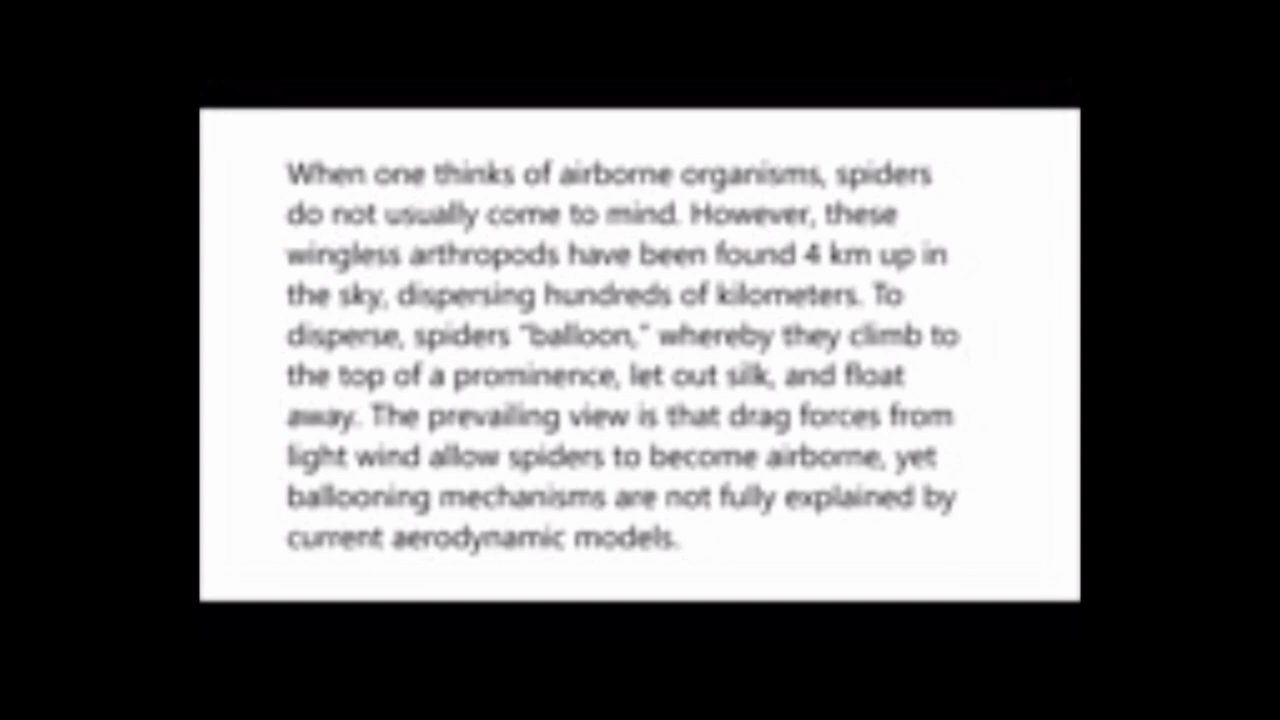 When one thinks of airborne organisms, spiders
do not usually come to mind. However, these
wingless arthropods have been found 4 km up in
the sky, dispersing hundreds of kilometers. To
disperse, spiders "balloon," whereby they climb to
the top of a prominence, let out silk, and float
away. The prevailing view is that drag forces from
light wind allow spiders to become airborne, yet
ballooning mechanisms are not fully explained by
current aerodynamic models.